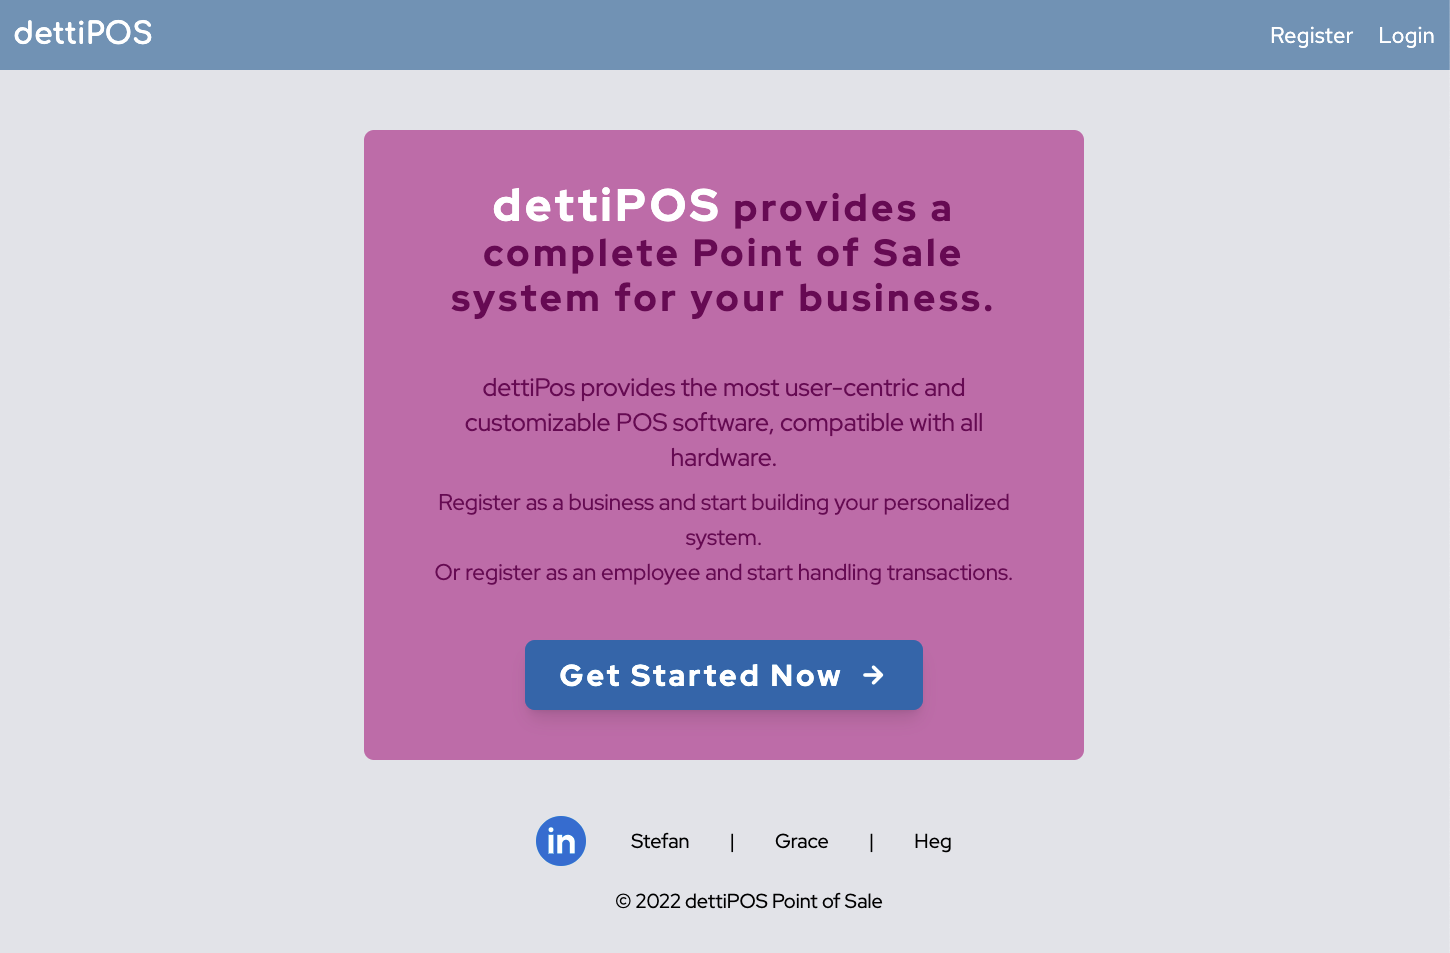 dettiPOS
Register Login
dettiPOS provides a
complete Point of Sale
system for your business.
dettiPos provides the most user-centric and
customizable POS software, compatible with all
hardware.
Register as a business and start building your personalized
system.
Or register as an employee and start handling transactions.
Get Started Now →
in Stefan | Grace | Heg
© 2022 dettiPOS Point of Sale